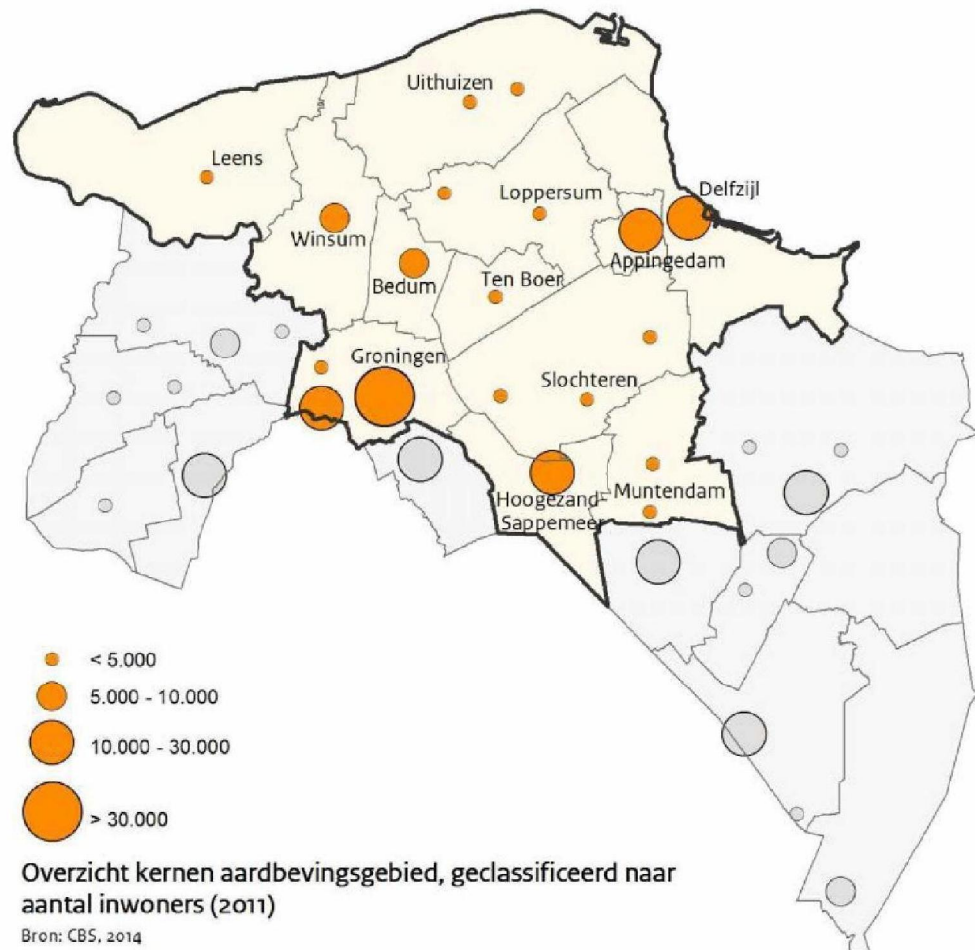 Uithuizen
Leens
Loppersum
Delfzijl
Winsum
Appingedam
Bedum
Ten Boer
Groningen
Slochteren
Hoogezand-
Sappemeer
Muntendam
< 5.000
5.000 - 10.000
10.000 - 30.000
> 30.000
Overzicht kernen aardbevingsgebied, geclassificeerd naar
aantal inwoners (2011)
Bron: CBS, 2014